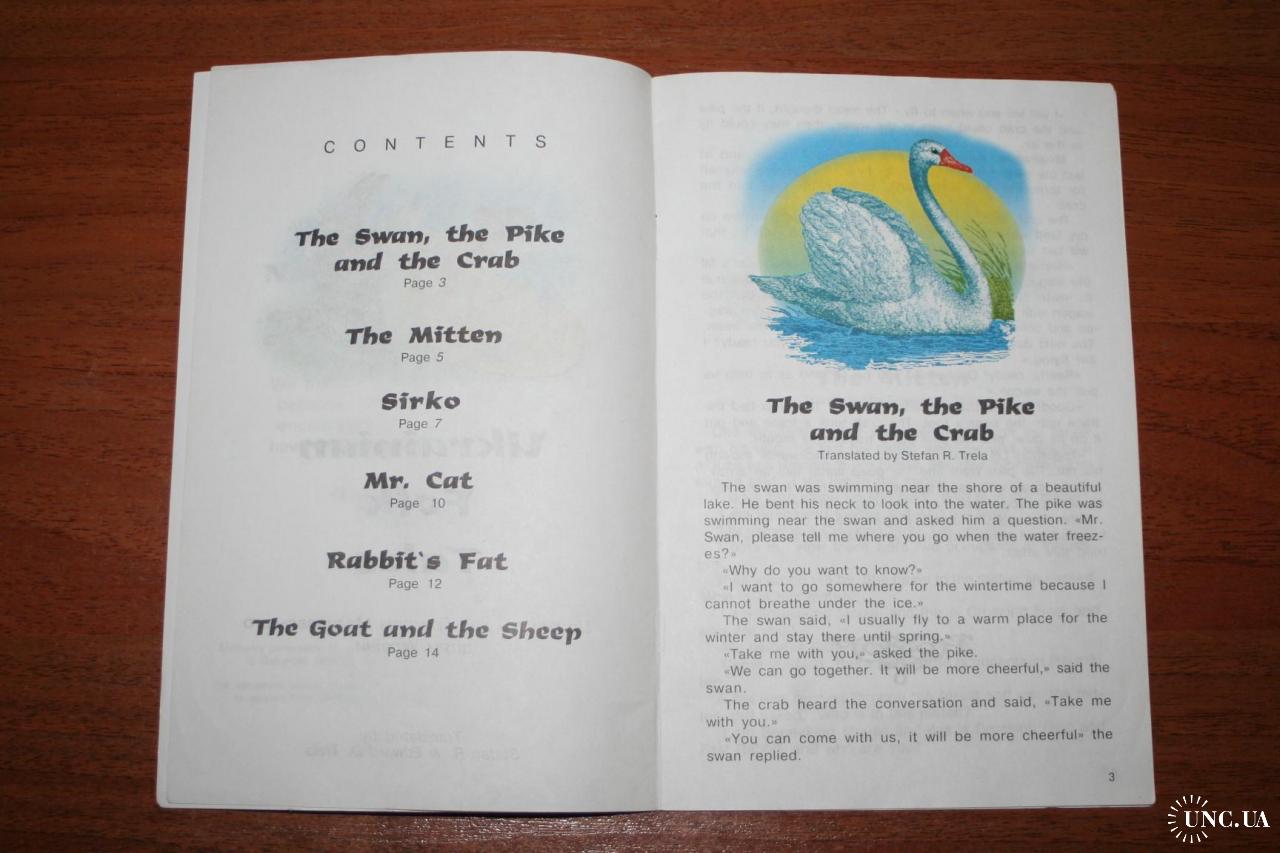 CONTENTS
The Swan, the Pike
and the Crab
Page 3
The Mitten
Page 5
Sirko
Page 7
Mr. Cat
Page 10
Rabbit`s Fat
Page 12
The Goat and the Sheep
Page 14
The Swan, the Pike
and the Crab
Translated by Stefan R. Trela
The swan was swimming near the shore of a beautiful
lake. He bent his neck to look into the water. The pike was
swimming near the swan and asked him a question. «Mr.
Swan, please tell me where you go when the water freez-
es?»
«Why do you want to know?»
«I want to go somewhere for the wintertime because I
cannot breathe under the ice.»
The swan said, «I usually fly to a warm place for the
winter and stay there until spring.»
«Take me with you,» asked the pike.
«We can go together. It will be more cheerful,» said the
swan.
The crab heard the conversation and said, «Take me
with you.»
«You can come with us, it will be more cheerful» the
swan replied.
3
UNC.UA